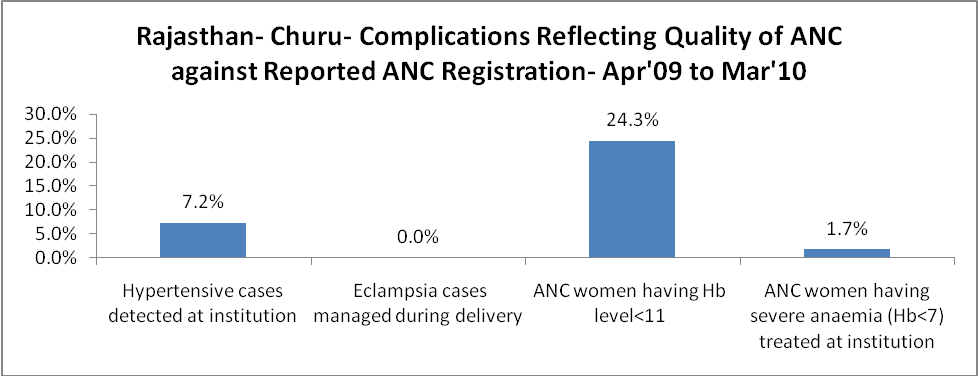 Rajasthan- Churu- Complications Reflecting Quality of ANC
against Reported ANC Registration- Apr'09 to Mar'10
30.0%
25.0%
20.0%
15.0%
10.0%
5.0%
0.0%
7.2%
0.0%
24.3%
1.7%
Hypertensive cases
detected at institution
Eclampsia cases
managed during delivery
ANC women having Hb
level<11
ANC women having
severe anaemia (Hb<7)
treated at institution